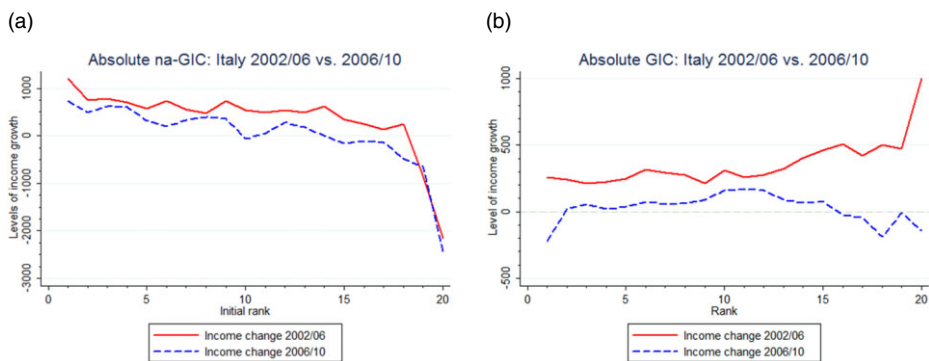 (a)
Absolute na-GIC: Italy 2002/06 vs. 2006/10
Levels of income growth
1000
0
-1000
-2000
-3000
0 5 10 15 20
Initial rank
Income change 2002/06
Income change 2006/10
(b)
Absolute GIC: Italy 2002/06 vs. 2006/10
Level of income growth
1000
500
0
-500
0 5 10 15 20
Rank
Income change 2002/06
Income change 2006/10